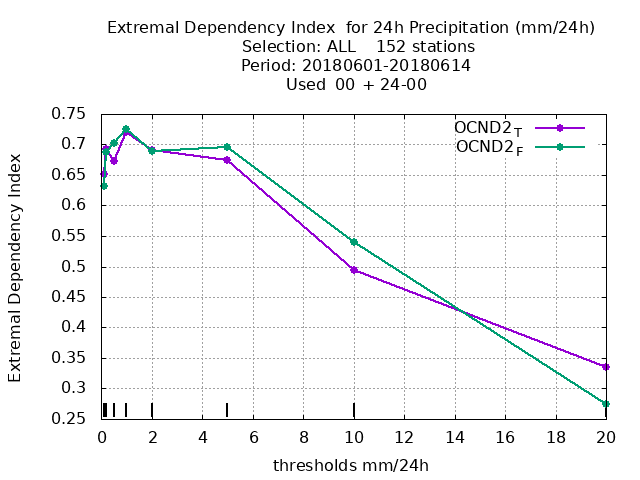 Extremal Dependency Index  for 24h Precipitation (mm/24h)
Selection: ALL    152 stations
Period: 20180601-20180614
Used  00  + 24-00
OCND2T
OCND2F
Extremal Dependency Index
0.75
0.7
0.65
0.6
0.55
0.5
0.45
0.4
0.35
0.3
0.25
0 2 4 6 8 10 12 14 16 18 20
thresholds mm/24h